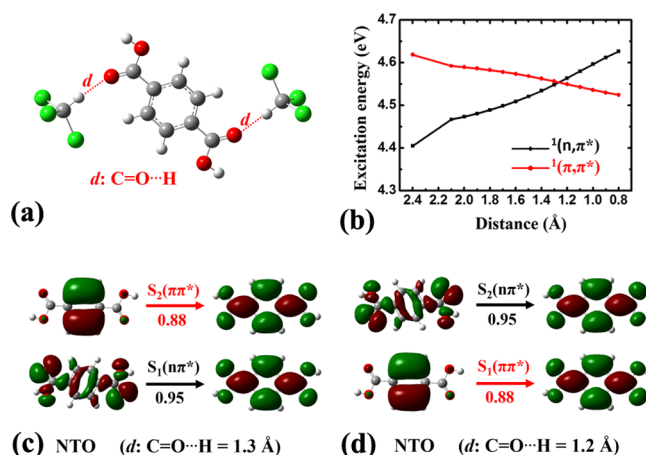 d
d
d: C=O···H
(a)
4.7
4.6
4.5
4.4
4.3
Excitation energy (eV)
¹(n,π*)
¹(π,π*)
2.4 2.2 2.0 1.8 1.6 1.4 1.2 1.0 0.8
Distance (Å)
(b)
S₂(ππ*)
0.88
S₁(nπ*)
0.95
(c) NTO (d: C=O···H = 1.3 Å)
S₂(nπ*)
0.95
S₁(ππ*)
0.88
(d) NTO (d: C=O···H = 1.2 Å)